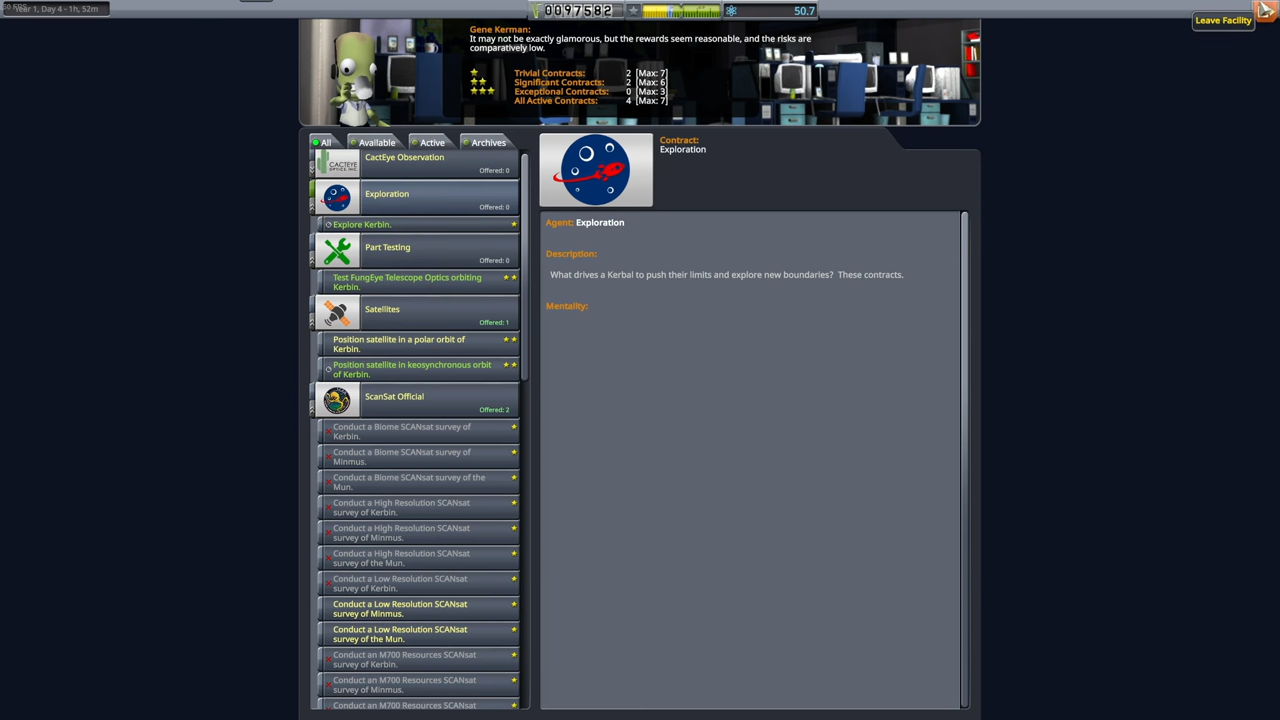 60 FPS
Year 1, Day 4 - 1h, 52m
0097582
50.7
Leave Facility
Gene Kerman:
It may not be exactly glamorous, but the rewards seem reasonable, and the risks are
comparatively low.
Trivial Contracts: 2 [Max: 7]
Significant Contracts: 2 [Max: 6]
Exceptional Contracts: 0 [Max: 3]
All Active Contracts: 4 [Max: 7]
All
Available
Active
Archives
CACTEYE
OPTICS INC.
CactEye Observation
Offered: 0
Exploration
Offered: 0
Explore Kerbin.
Part Testing
Offered: 0
Test FungEye Telescope Optics orbiting
Kerbin.
Satellites
Offered: 1
Position satellite in a polar orbit of
Kerbin.
Position satellite in keosynchronous orbit
of Kerbin.
ScanSat Official
Offered: 2
Conduct a Biome SCANsat survey of
Kerbin.
Conduct a Biome SCANsat survey of
Minmus.
Conduct a Biome SCANsat survey of the
Mun.
Conduct a High Resolution SCANsat
survey of Kerbin.
Conduct a High Resolution SCANsat
survey of Minmus.
Conduct a High Resolution SCANsat
survey of the Mun.
Conduct a Low Resolution SCANsat
survey of Kerbin.
Conduct a Low Resolution SCANsat
survey of Minmus.
Conduct a Low Resolution SCANsat
survey of the Mun.
Conduct an M700 Resources SCANsat
survey of Kerbin.
Conduct an M700 Resources SCANsat
survey of Minmus.
Conduct an M700 Resources SCANsat
Contract:
Exploration
Agent: Exploration
Description:
What drives a Kerbal to push their limits and explore new boundaries? These contracts.
Mentality: